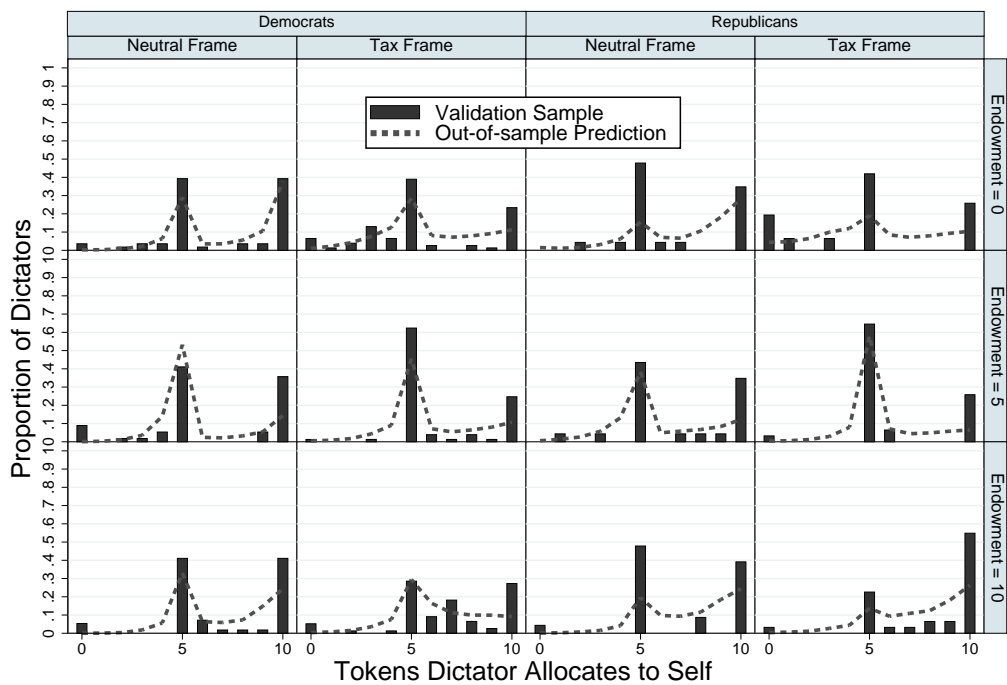 Democrats Republicans
Neutral Frame Tax Frame Neutral Frame Tax Frame
Validation Sample
Out-of-sample Prediction
Proportion of Dictators
0 .1 .2 .3 .4 .5 .6 .7 .8 .9 1
0 .1 .2 .3 .4 .5 .6 .7 .8 .9 1
0 .1 .2 .3 .4 .5 .6 .7 .8 .9 1
Endowment = 0
Endowment = 5
Endowment = 10
0 5 10 0 5 10 0 5 10 0 5 10
Tokens Dictator Allocates to Self